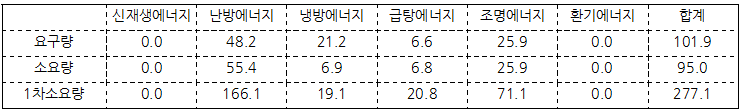 신재생에너지 난방에너지 냉방에너지 급탕에너지 조명에너지 환기에너지 합계
요구량 0.0 48.2 21.2 6.6 25.9 0.0 101.9
소요량 0.0 55.4 6.9 6.8 25.9 0.0 95.0
1차소요량 0.0 166.1 19.1 20.8 71.1 0.0 277.1